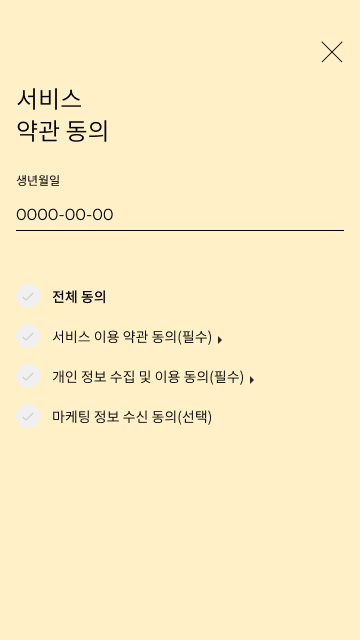 서비스
약관 동의
생년월일
0000-00-00
전체 동의
서비스 이용 약관 동의(필수)
개인 정보 수집 및 이용 동의(필수)
마케팅 정보 수신 동의(선택)